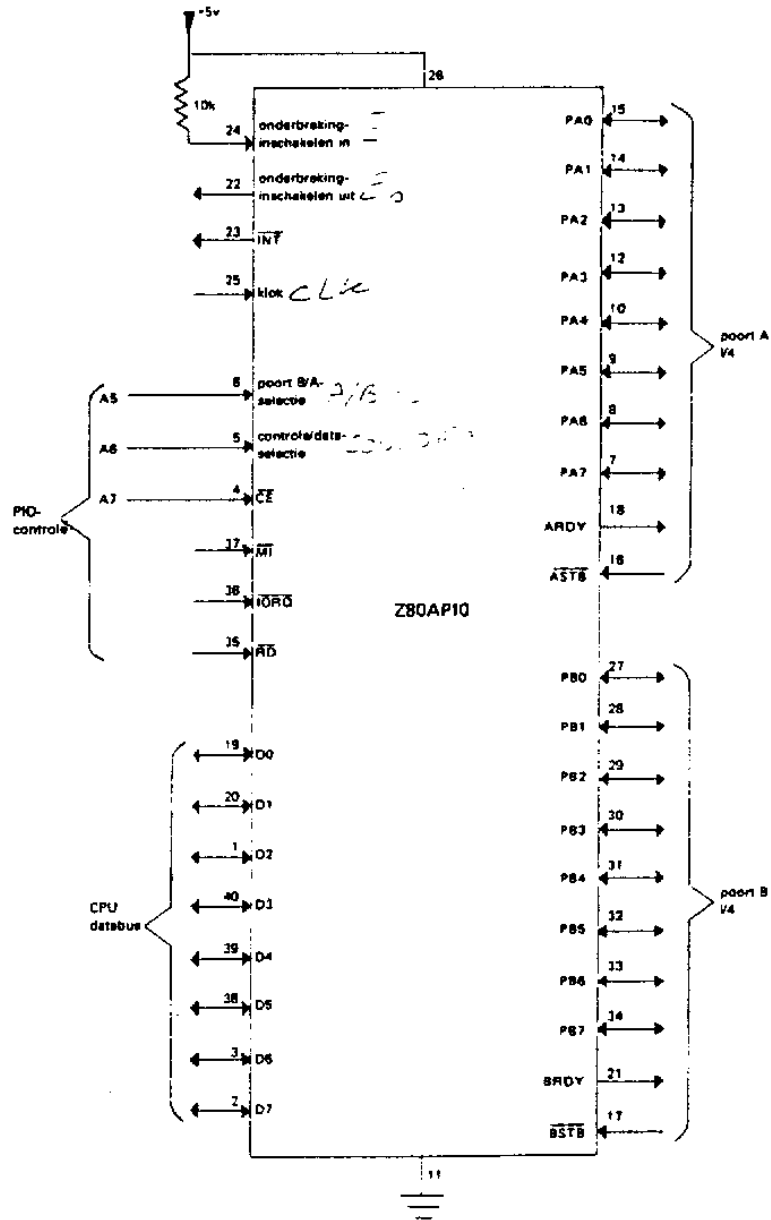 +5v
26
10k
24
onderbreking-
inschakelen in
22
onderbreking-
inschakelen uit
23
INT
25
klok CLK
A5
6
poort B/A-
selectie A/B
A6
5
controle/data-
selectie
A7
4
CE
PIO-
controle
37
M1
36
IORQ
35
RD
Z80APIO
CPU
databus
19
D0
20
D1
1
D2
40
D3
39
D4
38
D5
3
D6
2
D7
PA0
15
PA1
14
PA2
13
PA3
12
PA4
10
PA5
9
PA6
8
PA7
7
ARDY
18
ASTB
16
poort A
I/4
PB0
27
PB1
28
PB2
29
PB3
30
PB4
31
PB5
32
PB6
33
PB7
34
BRDY
21
BSTB
17
poort B
I/4
11